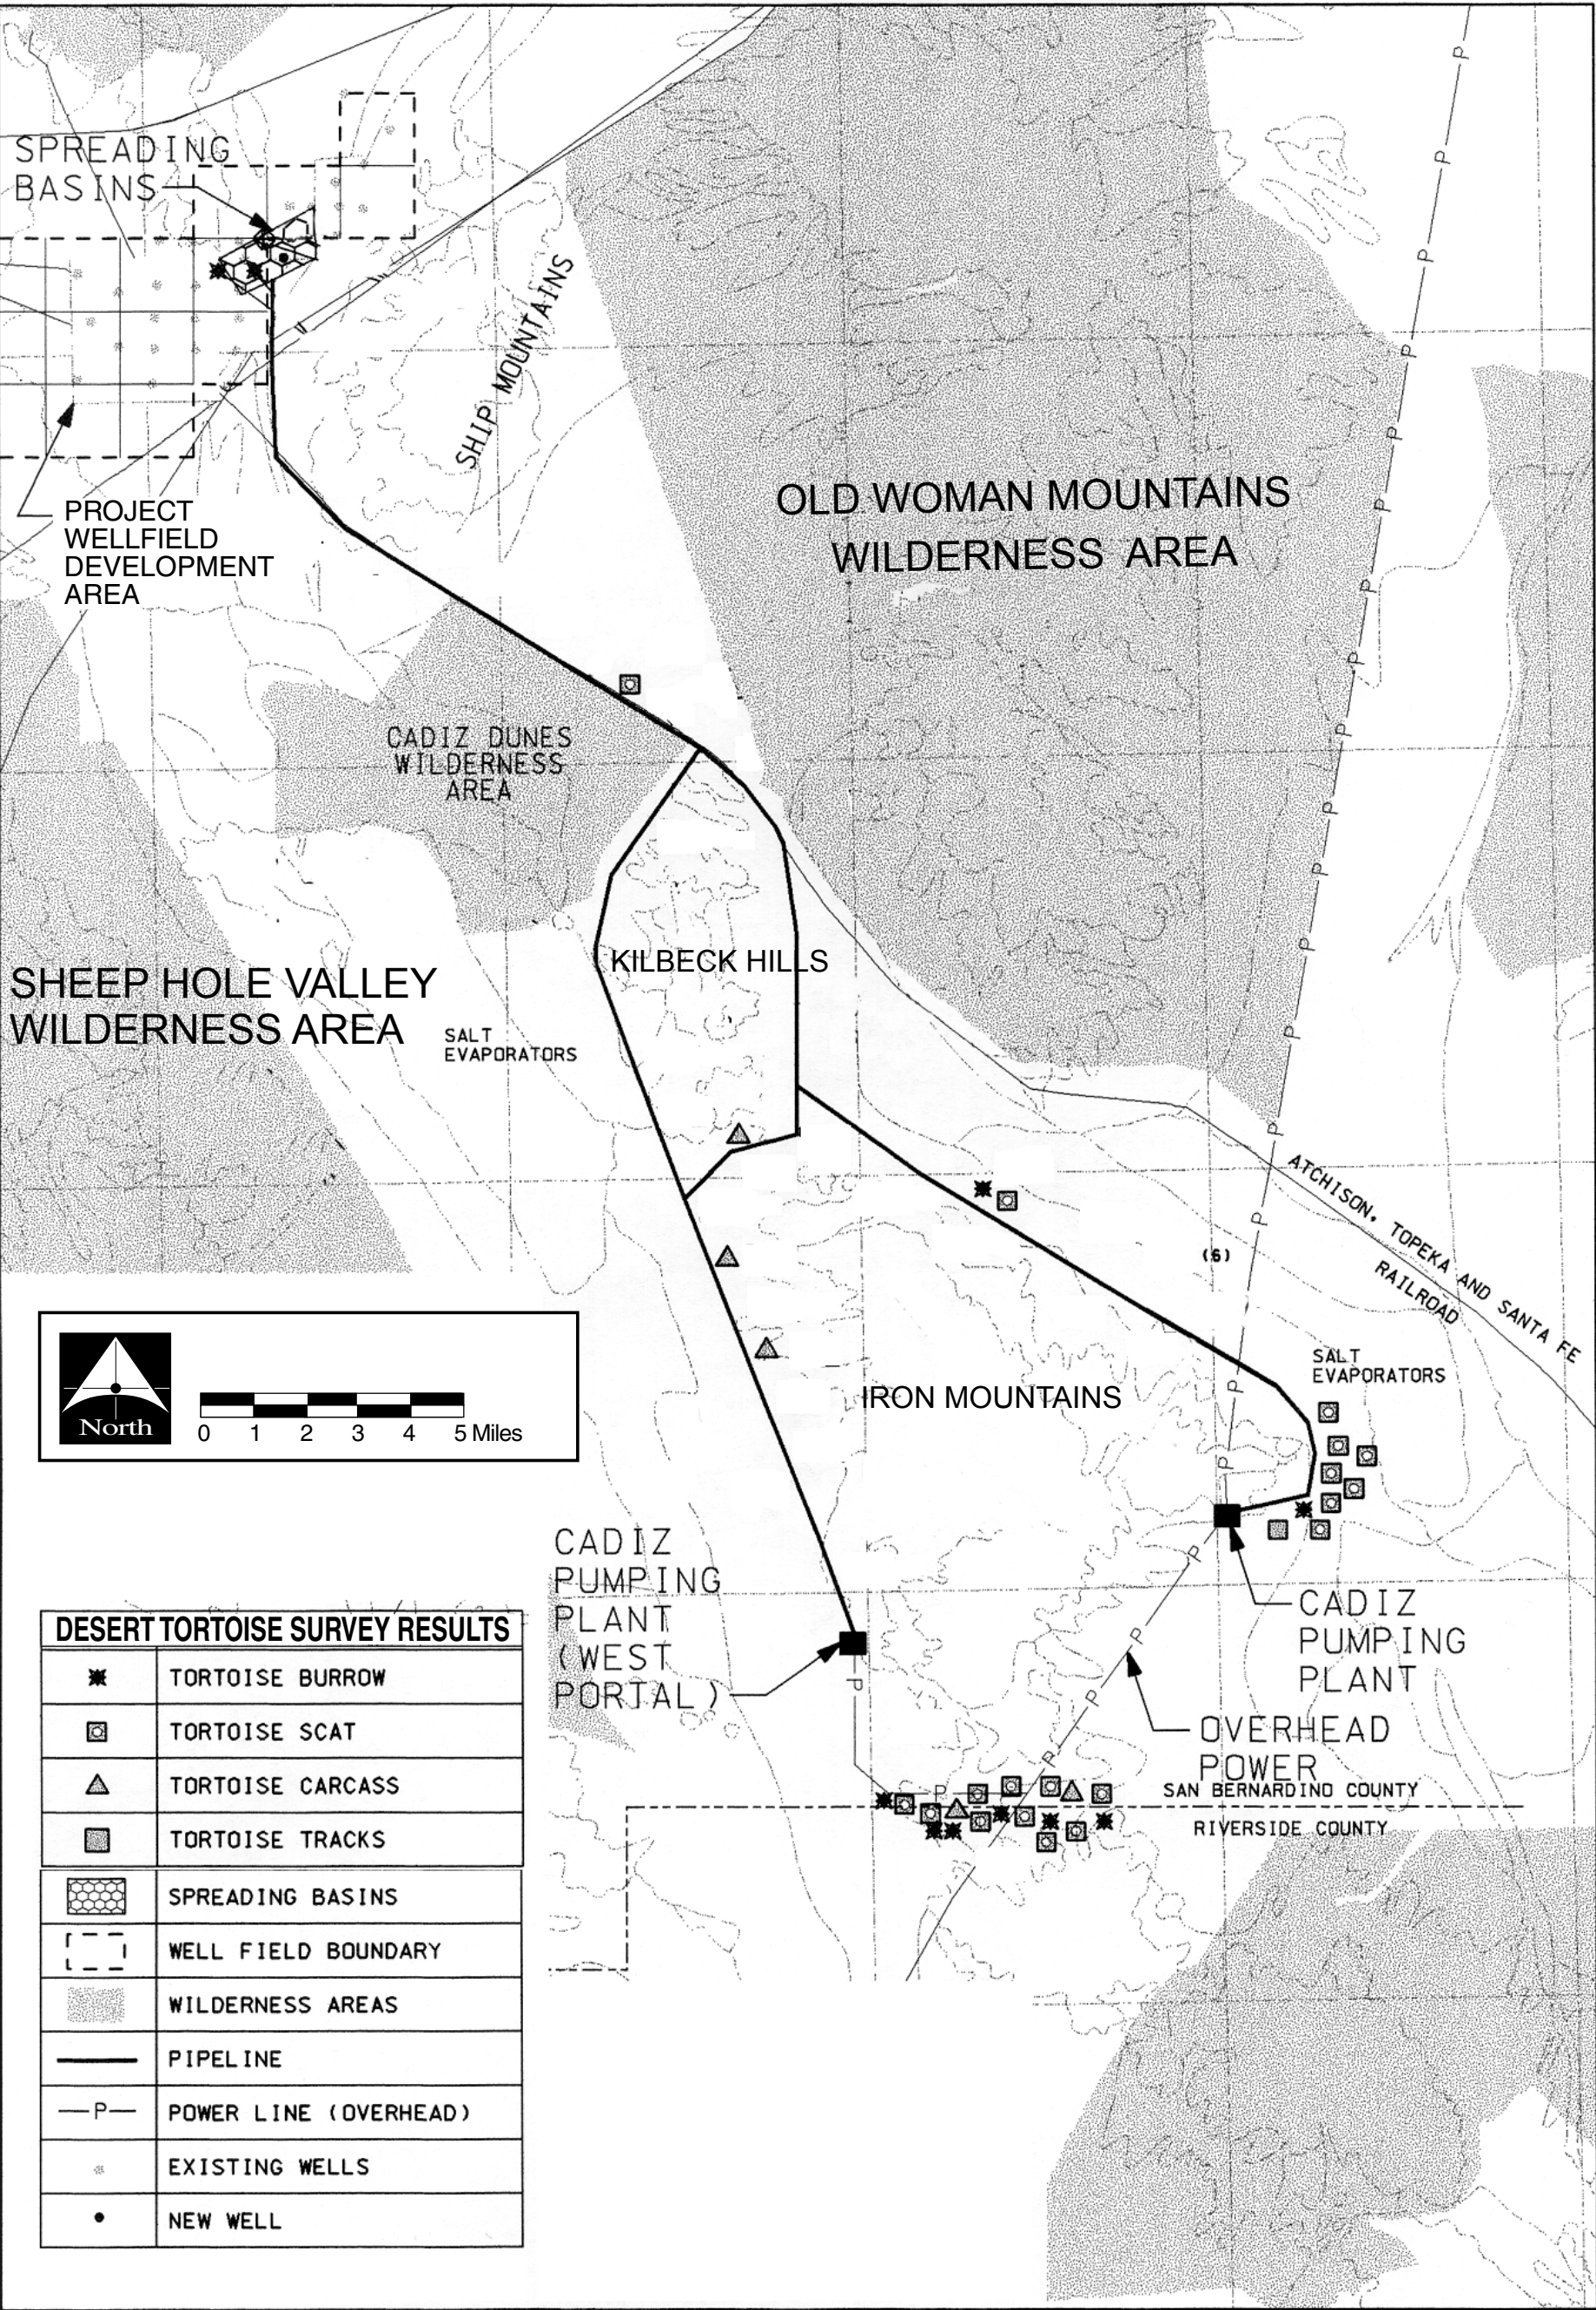 SPREADING
BASINS
SHIP MOUNTAINS
PROJECT
WELLFIELD
DEVELOPMENT
AREA
OLD WOMAN MOUNTAINS
WILDERNESS AREA
CADIZ DUNES
WILDERNESS
AREA
KILBECK HILLS
SHEEP HOLE VALLEY
WILDERNESS AREA
SALT
EVAPORATORS
ATCHISON, TOPEKA AND SANTA FE
RAILROAD
(6)
SALT
EVAPORATORS
IRON MOUNTAINS
North
0 1 2 3 4 5 Miles
CADIZ
PUMPING
PLANT
(WEST
PORTAL)
CADIZ
PUMPING
PLANT
OVERHEAD
POWER
SAN BERNARDINO COUNTY
RIVERSIDE COUNTY
P P P P P P P P P P P P P P P P P P P P P P P P
DESERT TORTOISE SURVEY RESULTS
TORTOISE BURROW
TORTOISE SCAT
TORTOISE CARCASS
TORTOISE TRACKS
SPREADING BASINS
WELL FIELD BOUNDARY
WILDERNESS AREAS
PIPELINE
P POWER LINE (OVERHEAD)
EXISTING WELLS
NEW WELL